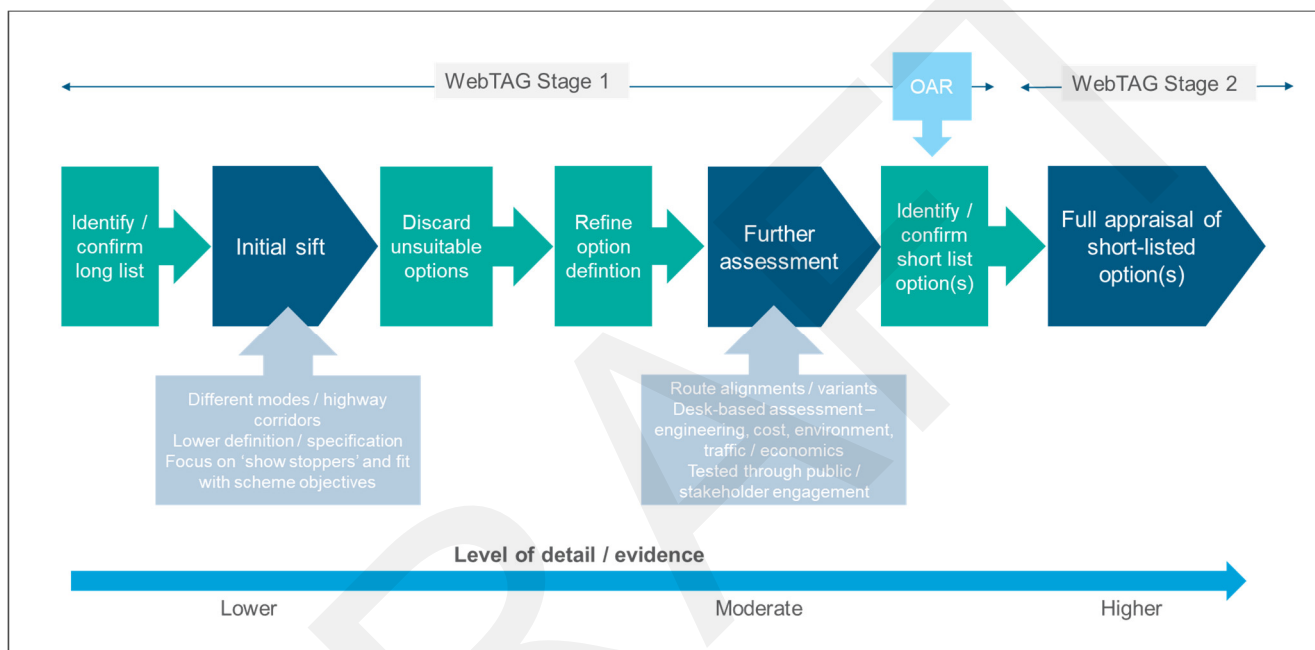 WebTAG Stage 1
OAR
WebTAG Stage 2
Identify /
confirm
long list
Initial sift
Discard
unsuitable
options
Refine
option
defintion
Further
assessment
Identify /
confirm
short list
option(s)
Full appraisal of
short-listed
option(s)
Different modes / highway
corridors
Lower definition / specification
Focus on ‘show stoppers’ and fit
with scheme objectives
Route alignments / variants
Desk-based assessment –
engineering, cost, environment,
traffic / economics
Tested through public /
stakeholder engagement
Level of detail / evidence
Lower
Moderate
Higher
DRAFT